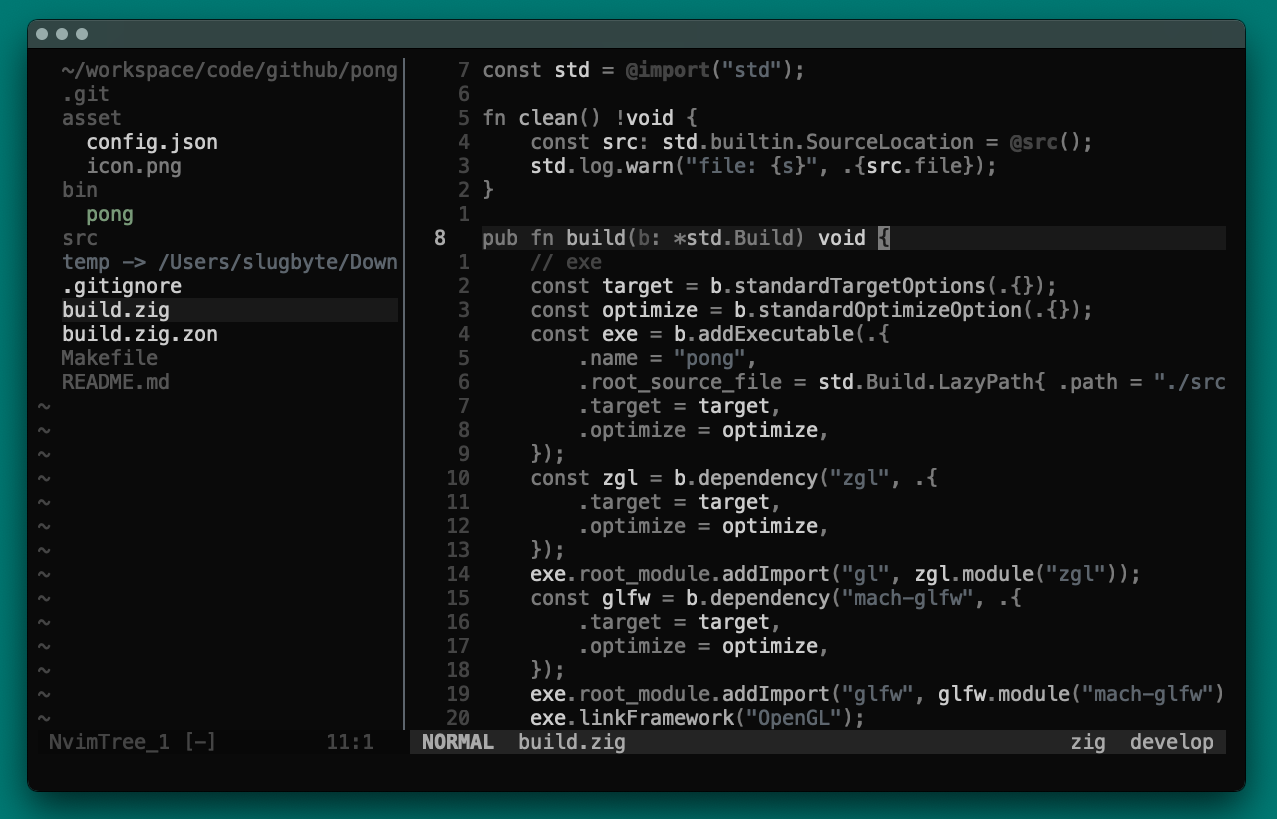 ~/workspace/code/github/pong
.git
asset
config.json
icon.png
bin
pong
src
temp -> /Users/slugbyte/Down
.gitignore
build.zig
build.zig.zon
Makefile
README.md
~
~
~
~
~
~
~
~
~
~
~
~
~
~
NvimTree_1 [-] 11:1
7 const std = @import("std");
6
5 fn clean() !void {
4     const src: std.builtin.SourceLocation = @src();
3     std.log.warn("file: {s}", .{src.file});
2 }
1
8 pub fn build(b: *std.Build) void {
1     // exe
2     const target = b.standardTargetOptions(.{});
3     const optimize = b.standardOptimizeOption(.{});
4     const exe = b.addExecutable(.{
5         .name = "pong",
6         .root_source_file = std.Build.LazyPath{ .path = "./src
7         .target = target,
8         .optimize = optimize,
9     });
10     const zgl = b.dependency("zgl", .{
11         .target = target,
12         .optimize = optimize,
13     });
14     exe.root_module.addImport("gl", zgl.module("zgl"));
15     const glfw = b.dependency("mach-glfw", .{
16         .target = target,
17         .optimize = optimize,
18     });
19     exe.root_module.addImport("glfw", glfw.module("mach-glfw")
20     exe.linkFramework("OpenGL");
NORMAL build.zig zig develop